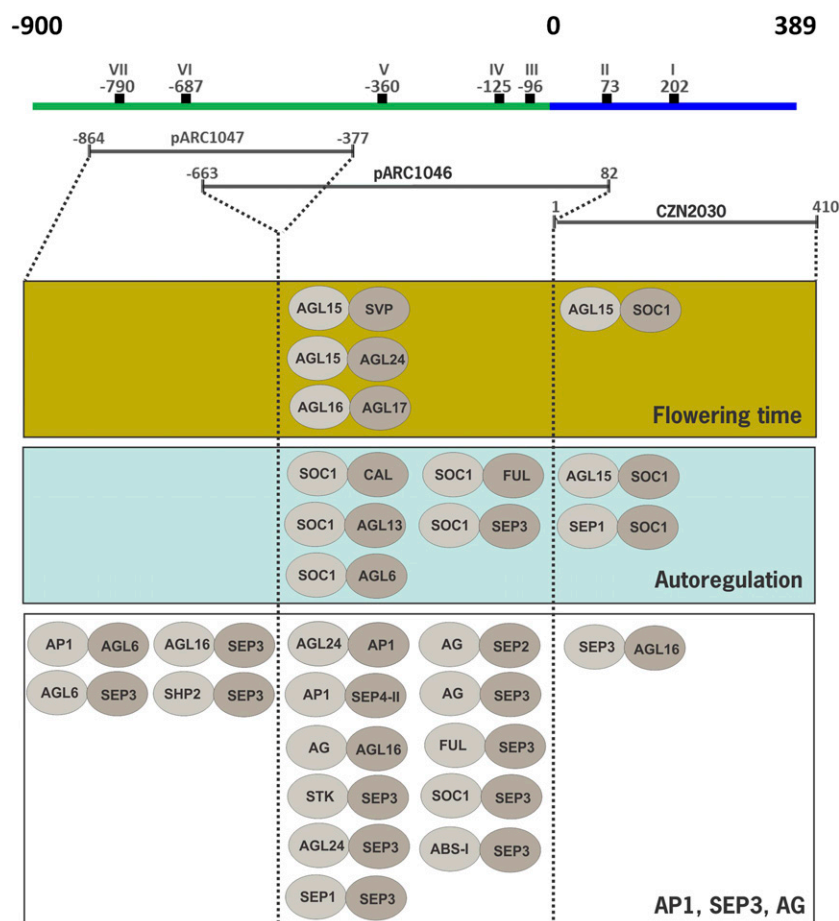 -900 0 389
VII VI V IV III II I
-790 -687 -360 -125 -96 73 202
-864 pARC1047 -377
-663 pARC1046 82
1 CZN2030 410
AGL15 SVP AGL15 SOC1
AGL15 AGL24
AGL16 AGL17
Flowering time
SOC1 CAL SOC1 FUL AGL15 SOC1
SOC1 AGL13 SOC1 SEP3 SEP1 SOC1
SOC1 AGL6
Autoregulation
AP1 AGL6 AGL16 SEP3 AGL24 AP1 AG SEP2 SEP3 AGL16
AGL6 SEP3 SHP2 SEP3 AP1 SEP4-II AG SEP3
AG AGL16 FUL SEP3
STK SEP3 SOC1 SEP3
AGL24 SEP3 ABS-I SEP3
SEP1 SEP3
AP1, SEP3, AG